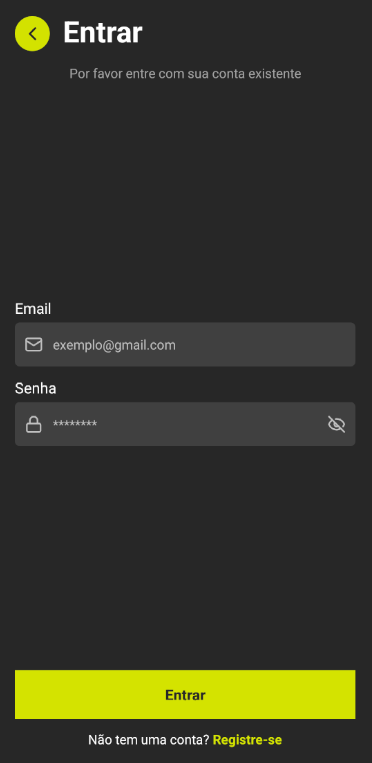 Entrar
Por favor entre com sua conta existente
Email
exemplo@gmail.com
Senha
********
Entrar
Não tem uma conta? Registre-se